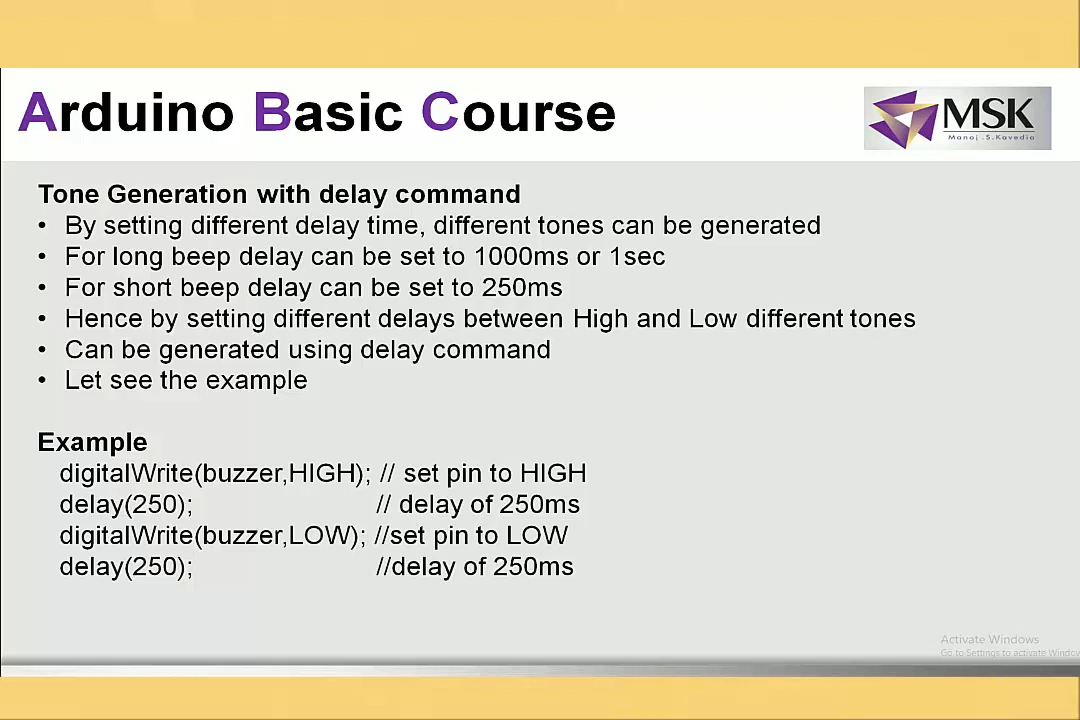 Arduino Basic Course
MSK
Manoj .S.Kavedia
Tone Generation with delay command
• By setting different delay time, different tones can be generated
• For long beep delay can be set to 1000ms or 1sec
• For short beep delay can be set to 250ms
• Hence by setting different delays between High and Low different tones
• Can be generated using delay command
• Let see the example
Example
digitalWrite(buzzer,HIGH); // set pin to HIGH
delay(250); // delay of 250ms
digitalWrite(buzzer,LOW); //set pin to LOW
delay(250); //delay of 250ms
Activate Windows
Go to Settings to activate Window